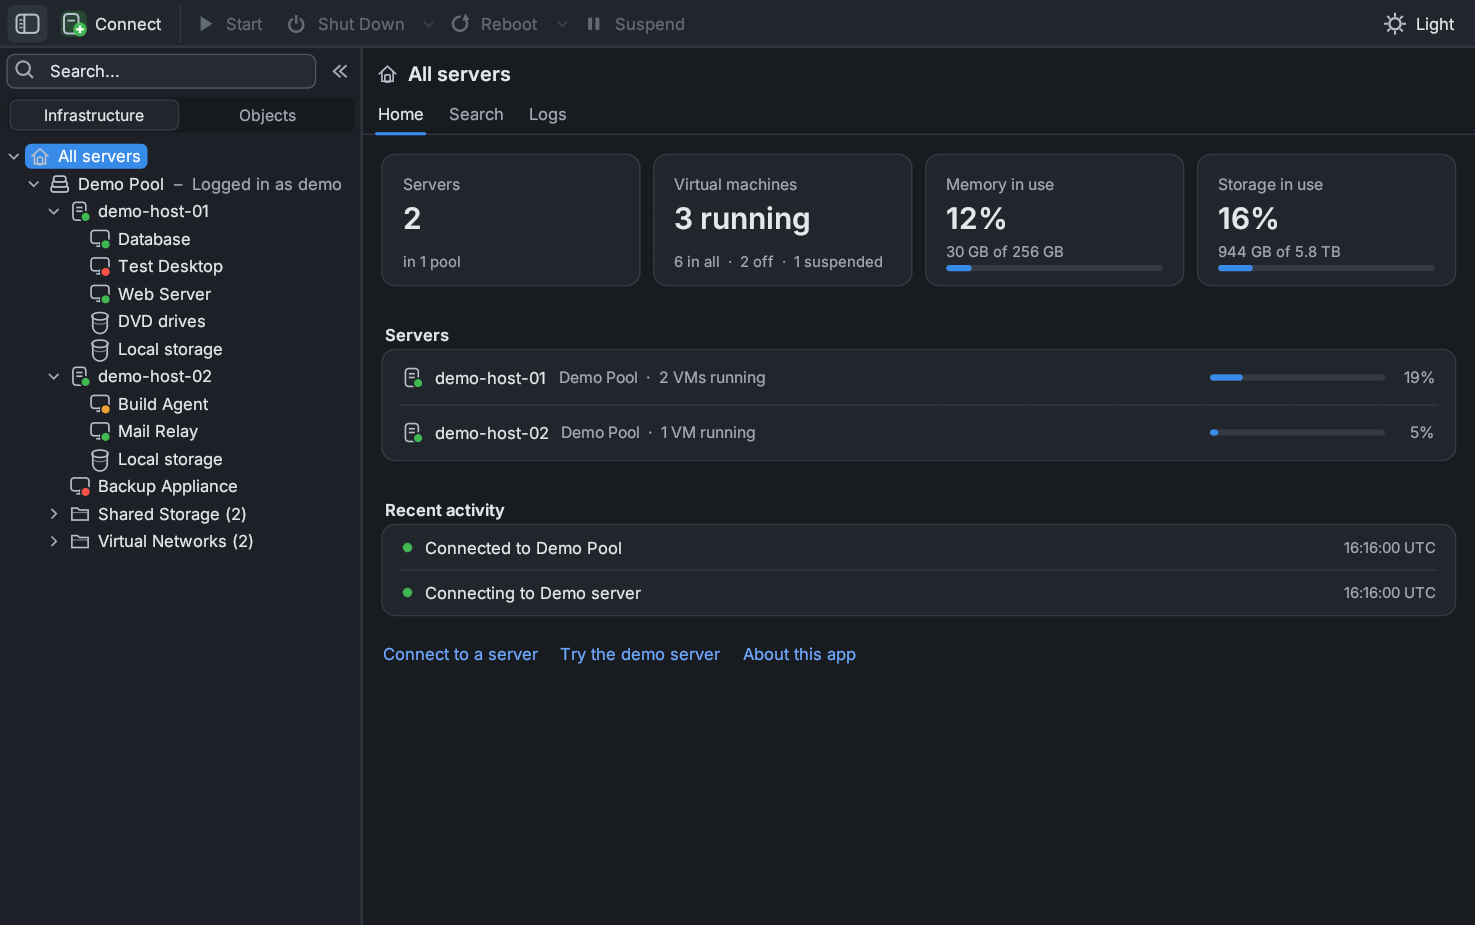 Connect
Start
Shut Down
Reboot
Suspend
Light
Search...
Infrastructure
Objects
All servers
Demo Pool – Logged in as demo
demo-host-01
Database
Test Desktop
Web Server
DVD drives
Local storage
demo-host-02
Build Agent
Mail Relay
Local storage
Backup Appliance
Shared Storage (2)
Virtual Networks (2)
All servers
Home
Search
Logs
Servers
2
in 1 pool
Virtual machines
3 running
6 in all · 2 off · 1 suspended
Memory in use
12%
30 GB of 256 GB
Storage in use
16%
944 GB of 5.8 TB
Servers
demo-host-01 Demo Pool · 2 VMs running 19%
demo-host-02 Demo Pool · 1 VM running 5%
Recent activity
Connected to Demo Pool 16:16:00 UTC
Connecting to Demo server 16:16:00 UTC
Connect to a server
Try the demo server
About this app